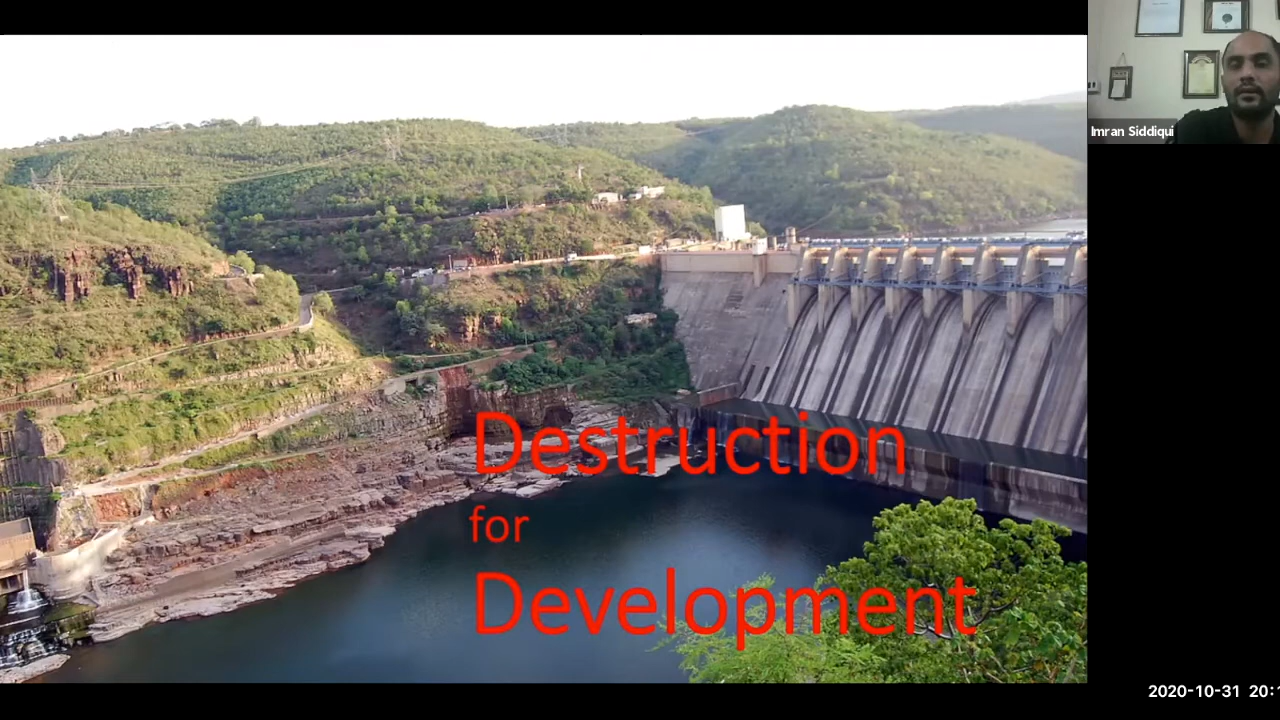 Imran Siddiqui
Destruction
for
Development
2020-10-31 20: